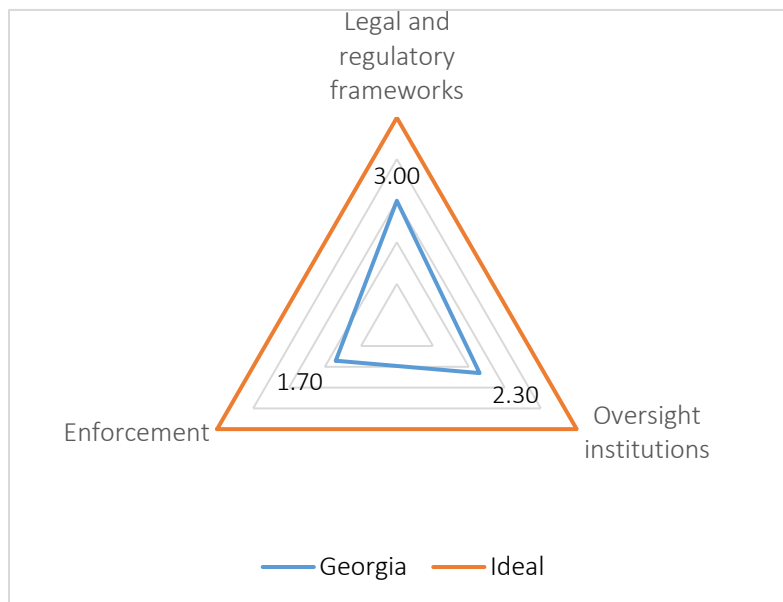 Legal and
regulatory
frameworks
3.00
1.70
2.30
Enforcement
Oversight
institutions
Georgia
Ideal